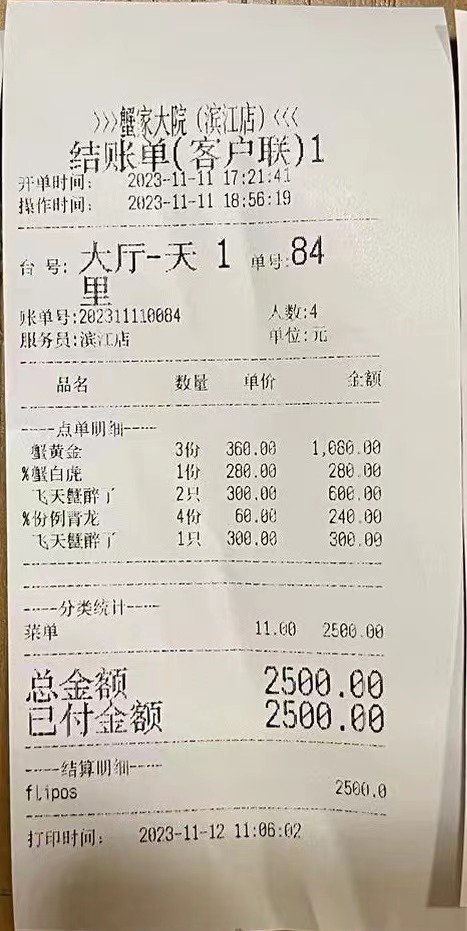 >>>蟹家大院(滨江店)<<<
结账单(客户联)1
开单时间: 2023-11-11 17:21:41
操作时间: 2023-11-11 18:56:19
台 号: 大厅-天 1 单号:84
里
账单号:202311110084 人数:4
服务员:滨江店 单位:元
品名 数量 单价 金额
-----点单明细-----
蟹黄金 3份 360.00 1,080.00
%蟹白虎 1份 280.00 280.00
飞天蟹醉了 2只 300.00 600.00
%份例青龙 4份 60.00 240.00
飞天蟹醉了 1只 300.00 300.00
-----分类统计-----
菜单 11.00 2500.00
总金额 2500.00
已付金额 2500.00
-----结算明细-----
flipos 2500.0
打印时间: 2023-11-12 11:06:02